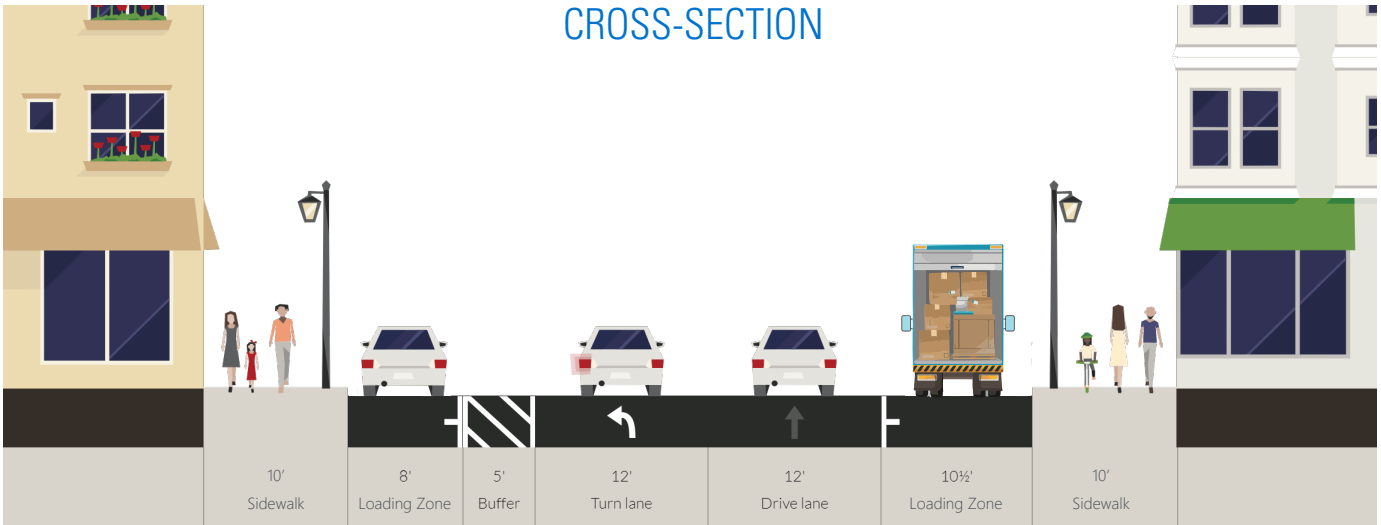 CROSS-SECTION
10'
Sidewalk
8'
Loading Zone
5'
Buffer
12'
Turn lane
12'
Drive lane
10½'
Loading Zone
10'
Sidewalk